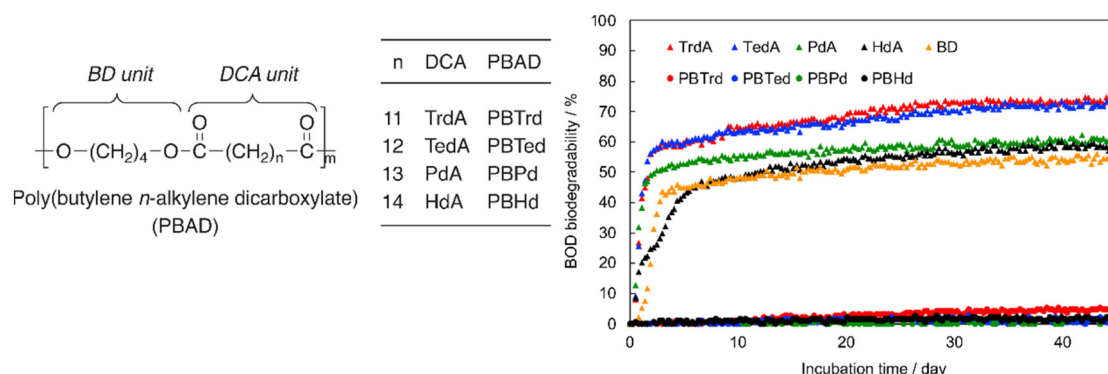 BD unit DCA unit
O O
O–(CH2)4–O–C–(CH2)n–C m
Poly(butylene n-alkylene dicarboxylate)
(PBAD)
n DCA PBAD
11 TrdA PBTrd
12 TedA PBTed
13 PdA PBPd
14 HdA PBHd
BOD biodegradability / %
100
90
80
70
60
50
40
30
20
10
0
TrdA TedA PdA HdA BD
PBTrd PBTed PBPd PBHd
0 10 20 30 40
Incubation time / day